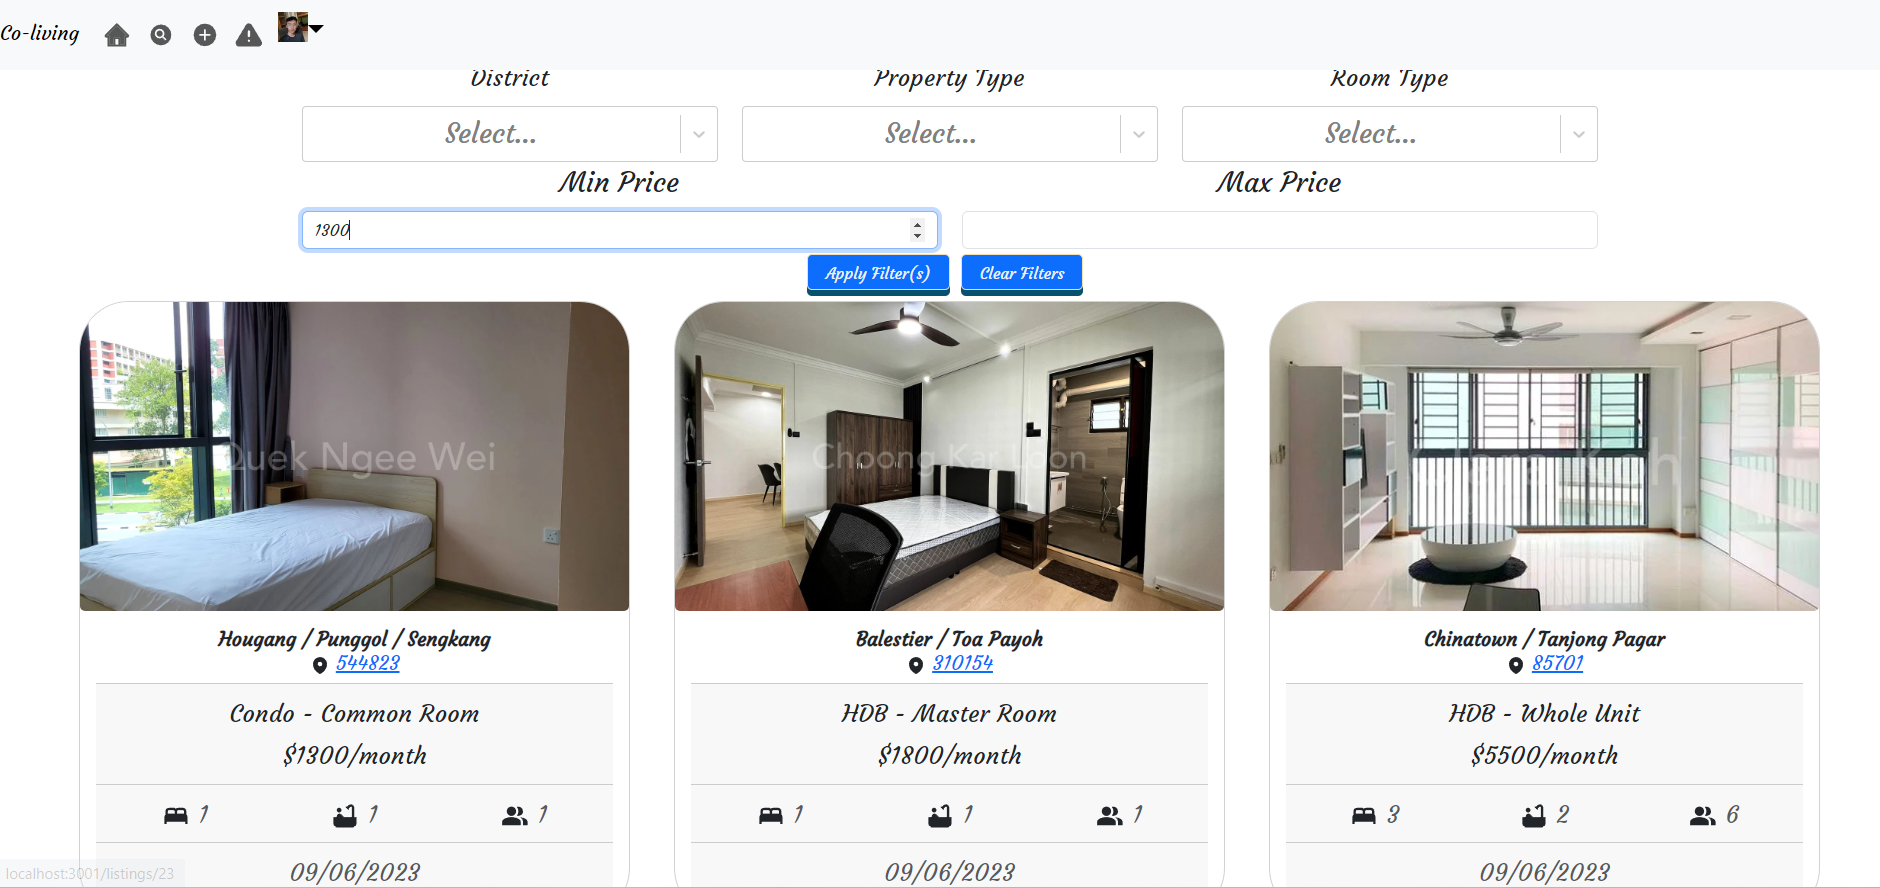 Co-living
District Property Type Room Type
Select... Select... Select...
Min Price Max Price
1300
Apply Filter(s) Clear Filters
Quek Ngee Wei
Choong Kar Loon
Hougang / Punggol / Sengkang
544823
Condo - Common Room
$1300/month
1 1 1
09/06/2023
Balestier / Toa Payoh
310154
HDB - Master Room
$1800/month
1 1 1
09/06/2023
Chinatown / Tanjong Pagar
85701
HDB - Whole Unit
$5500/month
3 2 6
09/06/2023
localhost:3001/listings/23